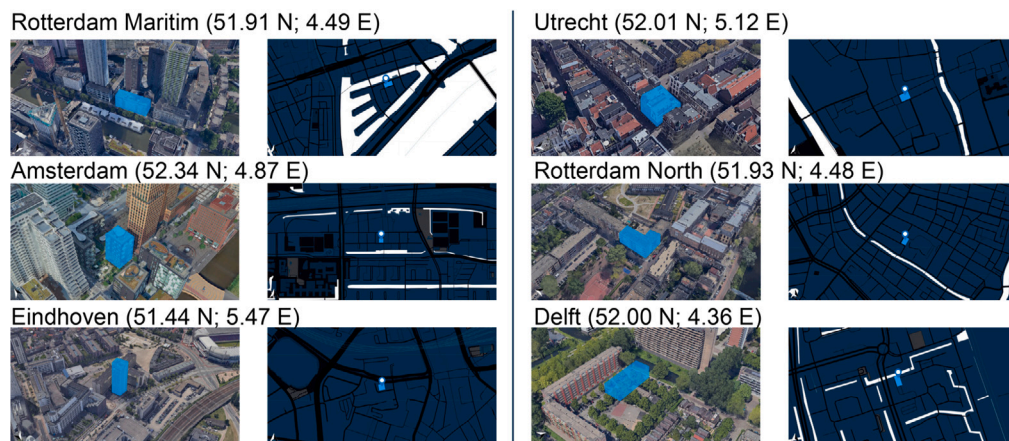 Rotterdam Maritim (51.91 N; 4.49 E)
Amsterdam (52.34 N; 4.87 E)
Eindhoven (51.44 N; 5.47 E)
Utrecht (52.01 N; 5.12 E)
Rotterdam North (51.93 N; 4.48 E)
Delft (52.00 N; 4.36 E)